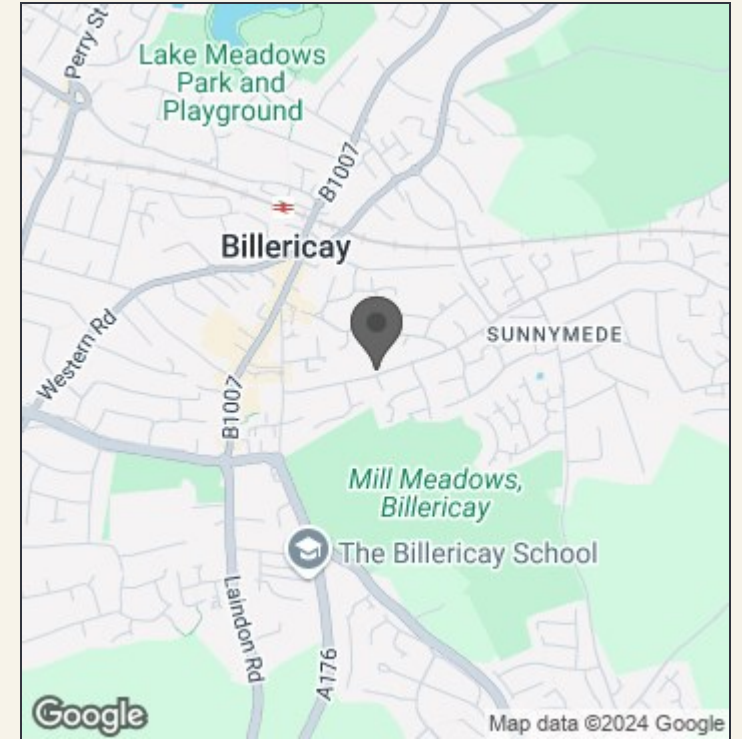 Perry St
Lake Meadows
Park and
Playground
B1007
Billericay
Western Rd
SUNNYMEDE
B1007
Mill Meadows,
Billericay
The Billericay School
Laindon Rd
A176
Google
Map data ©2024 Google